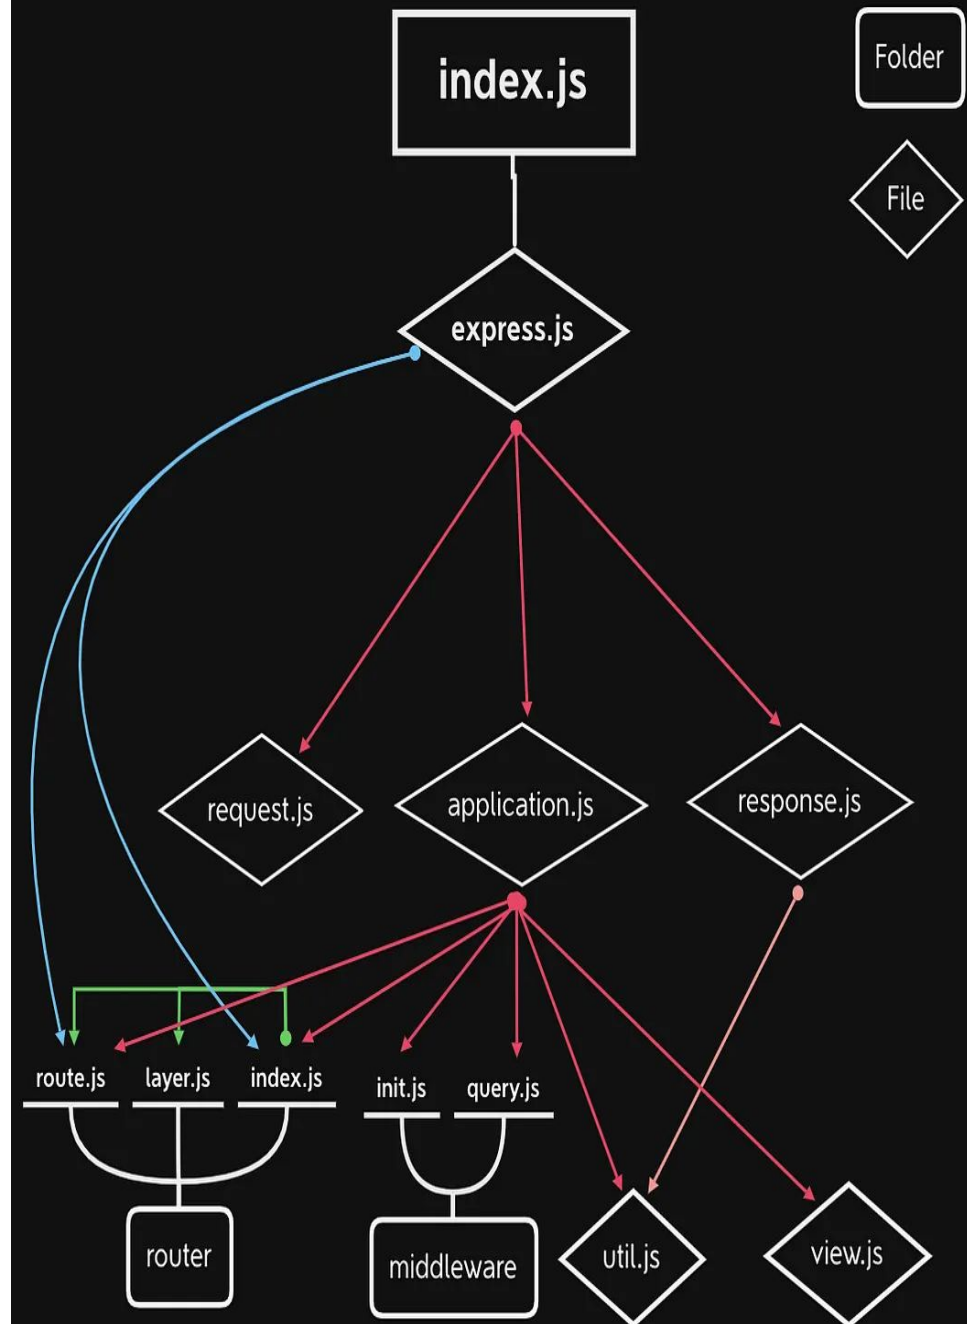 index.js
Folder
File
express.js
request.js
application.js
response.js
route.js
layer.js
index.js
init.js
query.js
router
middleware
util.js
view.js